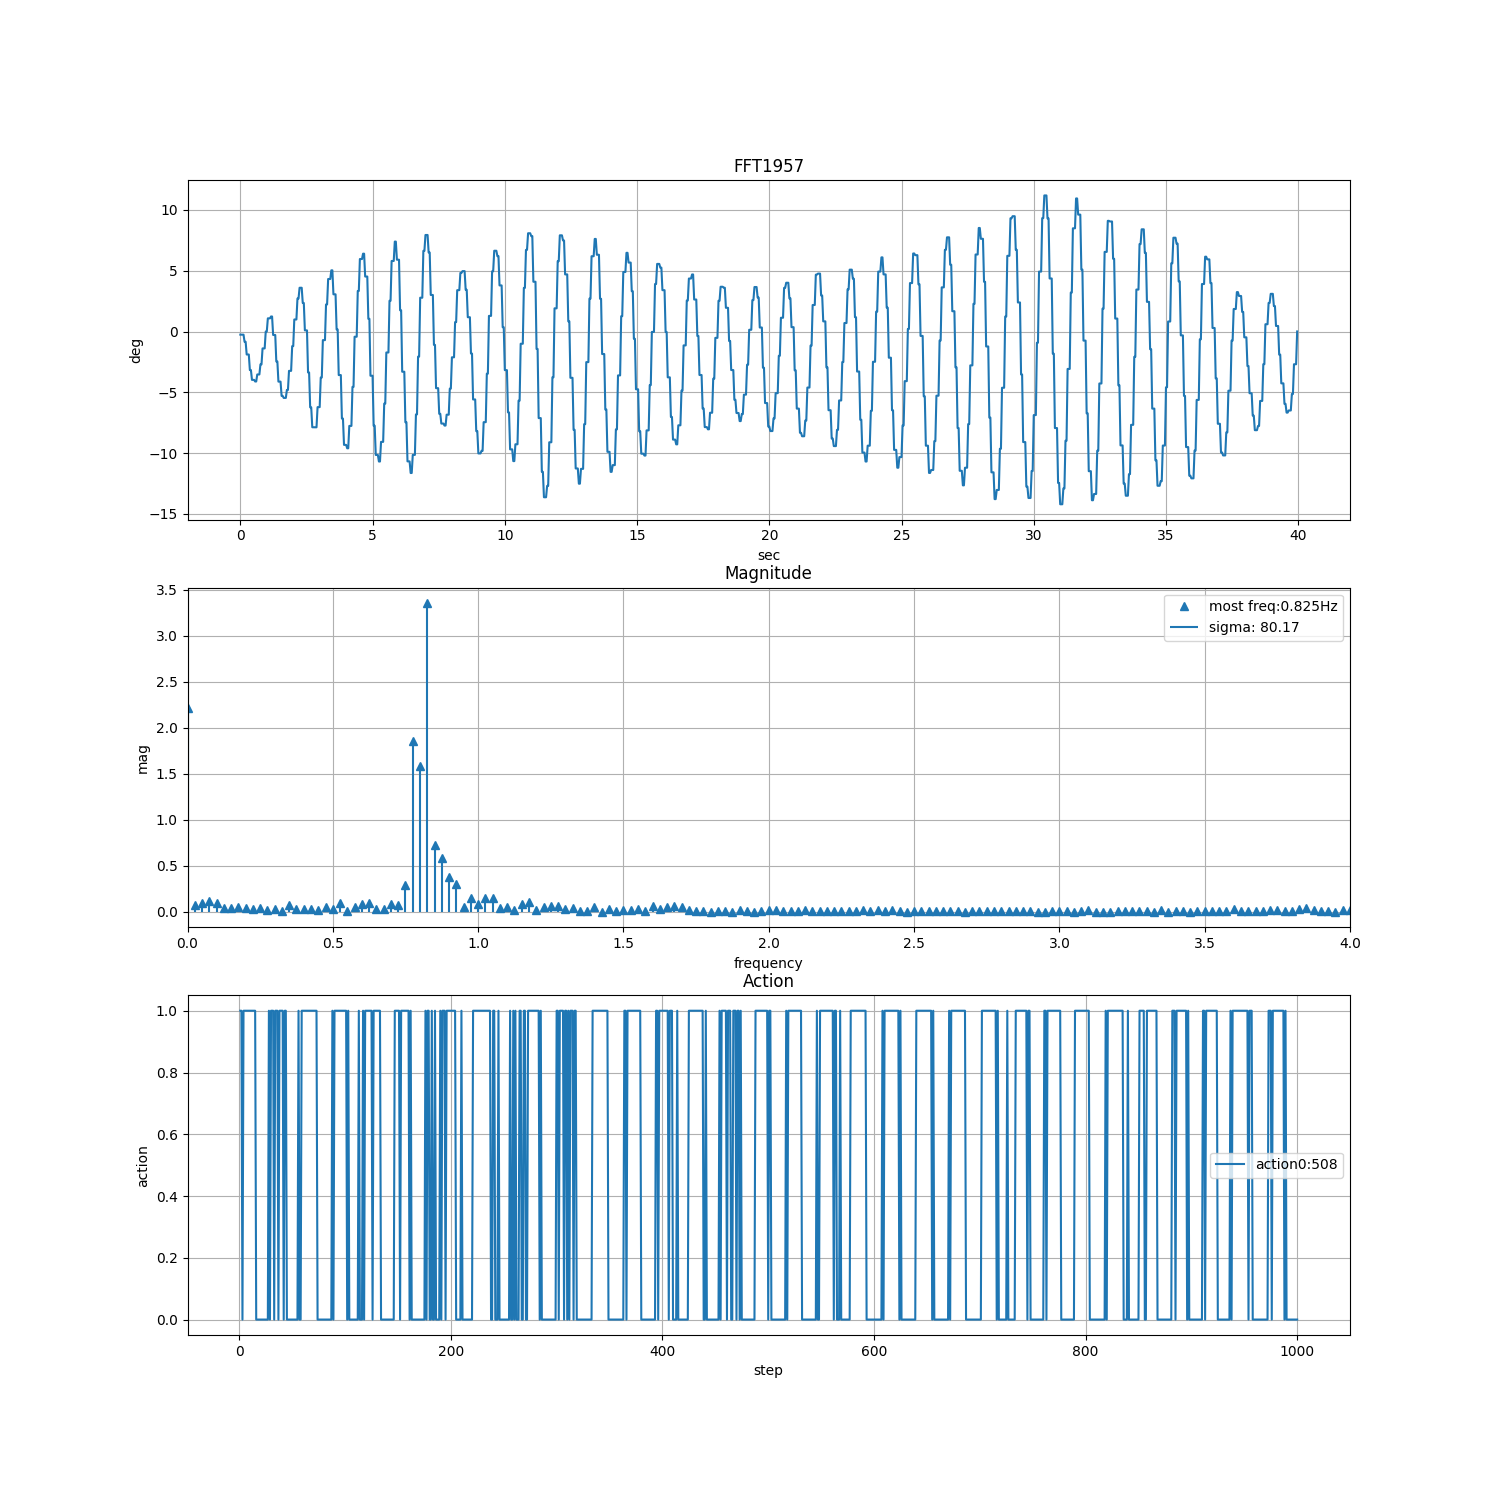 FFT1957
10
5
0
−5
−10
−15
deg
0 5 10 15 20 25 30 35 40
sec
Magnitude
3.5
3.0
2.5
2.0
1.5
1.0
0.5
0.0
mag
most freq:0.825Hz
sigma: 80.17
0.0 0.5 1.0 1.5 2.0 2.5 3.0 3.5 4.0
frequency
Action
1.0
0.8
0.6
0.4
0.2
0.0
action
action0:508
0 200 400 600 800 1000
step